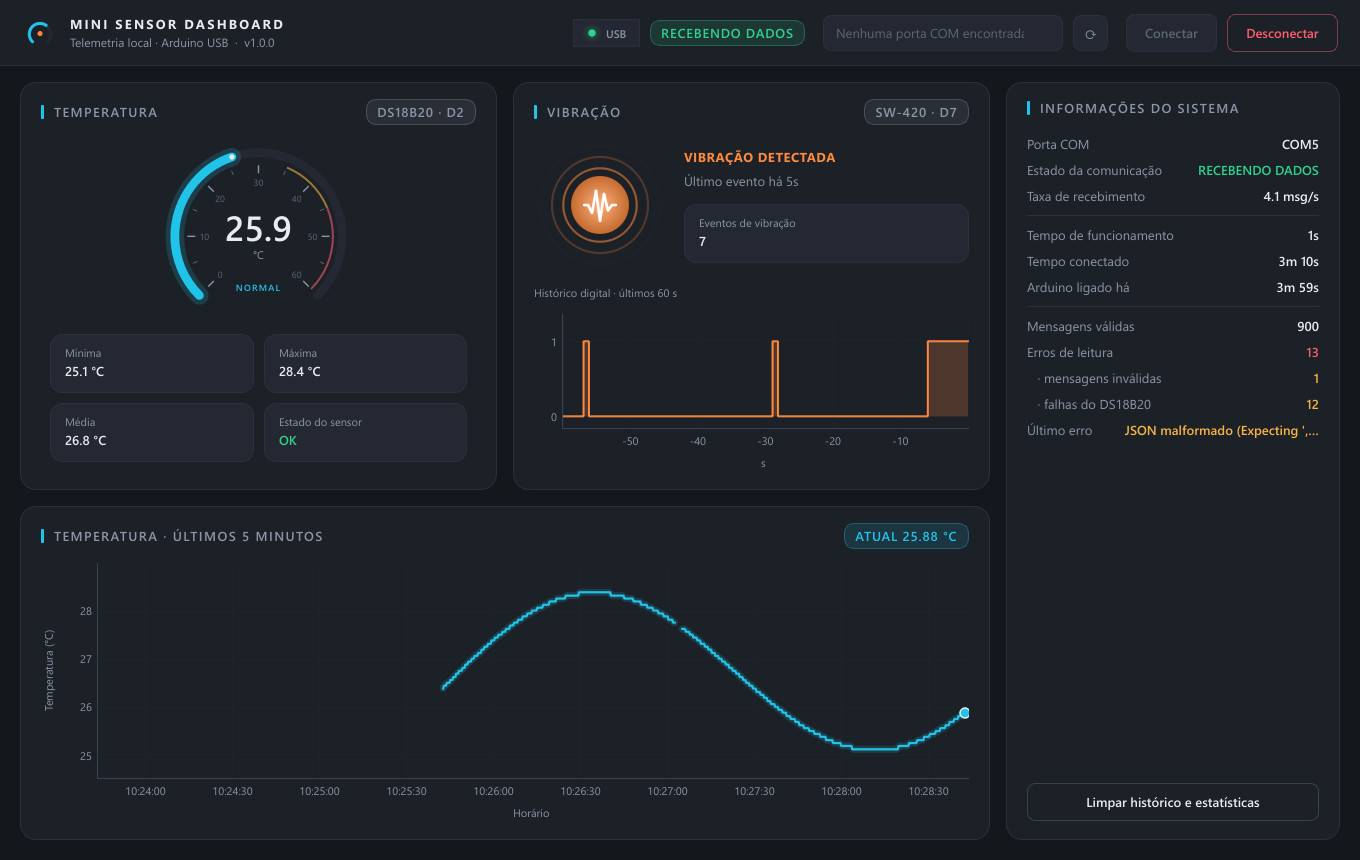 MINI SENSOR DASHBOARD
Telemetria local · Arduino USB · v1.0.0
USB
RECEBENDO DADOS
Nenhuma porta COM encontrada
Conectar
Desconectar
TEMPERATURA
DS18B20 · D2
0
10
20
30
40
50
60
25.9
°C
NORMAL
Mínima
25.1 °C
Máxima
28.4 °C
Média
26.8 °C
Estado do sensor
OK
VIBRAÇÃO
SW-420 · D7
VIBRAÇÃO DETECTADA
Último evento há 5s
Eventos de vibração
7
Histórico digital · últimos 60 s
1
0
-50 -40 -30 -20 -10
s
INFORMAÇÕES DO SISTEMA
Porta COM COM5
Estado da comunicação RECEBENDO DADOS
Taxa de recebimento 4.1 msg/s
Tempo de funcionamento 1s
Tempo conectado 3m 10s
Arduino ligado há 3m 59s
Mensagens válidas 900
Erros de leitura 13
· mensagens inválidas 1
· falhas do DS18B20 12
Último erro JSON malformado (Expecting ',...
Limpar histórico e estatísticas
TEMPERATURA · ÚLTIMOS 5 MINUTOS
ATUAL 25.88 °C
Temperatura (°C)
28
27
26
25
10:24:00 10:24:30 10:25:00 10:25:30 10:26:00 10:26:30 10:27:00 10:27:30 10:28:00 10:28:30
Horário